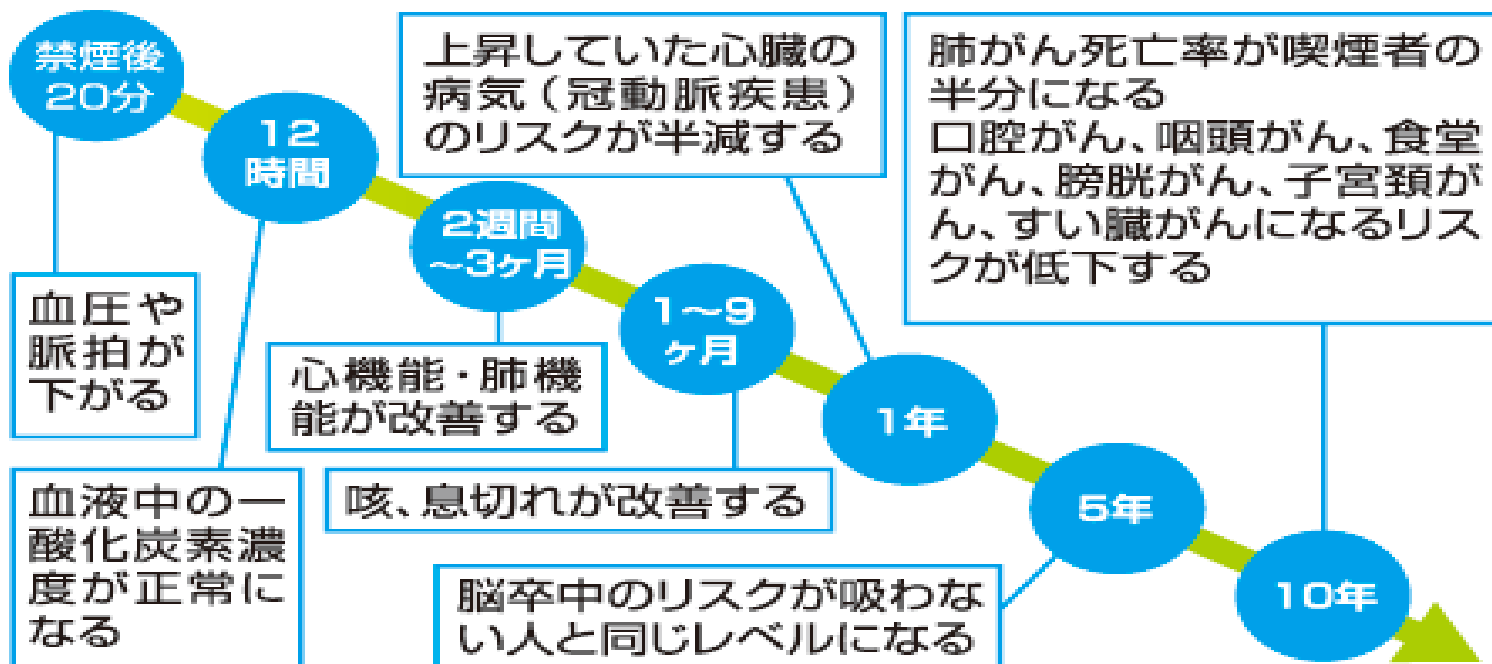 禁煙後
20分
血圧や
脈拍が
下がる
12
時間
血液中の一
酸化炭素濃
度が正常に
なる
2週間
～3ヶ月
心機能・肺機
能が改善する
1～9
ヶ月
咳、息切れが改善する
1年
上昇していた心臓の
病気（冠動脈疾患）
のリスクが半減する
5年
脳卒中のリスクが吸わな
い人と同じレベルになる
10年
肺がん死亡率が喫煙者の
半分になる
口腔がん、咽頭がん、食堂
がん、膀胱がん、子宮頚が
ん、すい臓がんになるリス
クが低下する